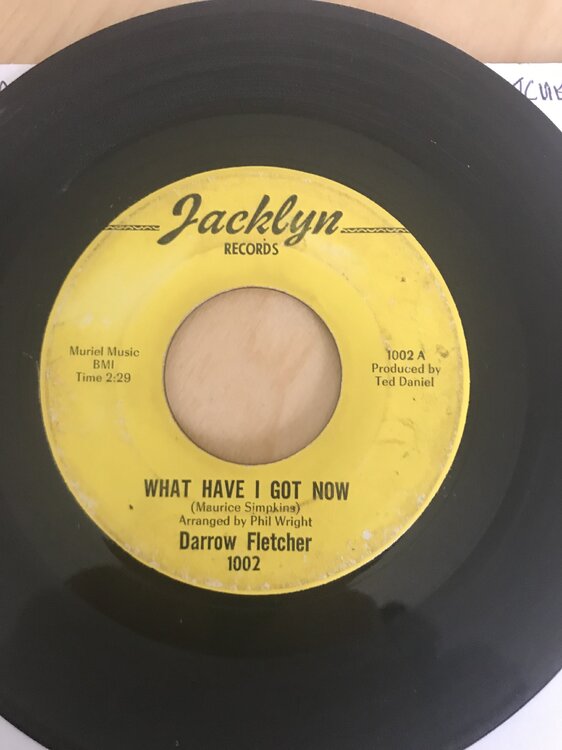 Jacklyn
RECORDS
Muriel Music
BMI
Time 2:29
1002 A
Produced by
Ted Daniel
WHAT HAVE I GOT NOW
(Maurice Simpkins)
Arranged by Phil Wright
Darrow Fletcher
1002